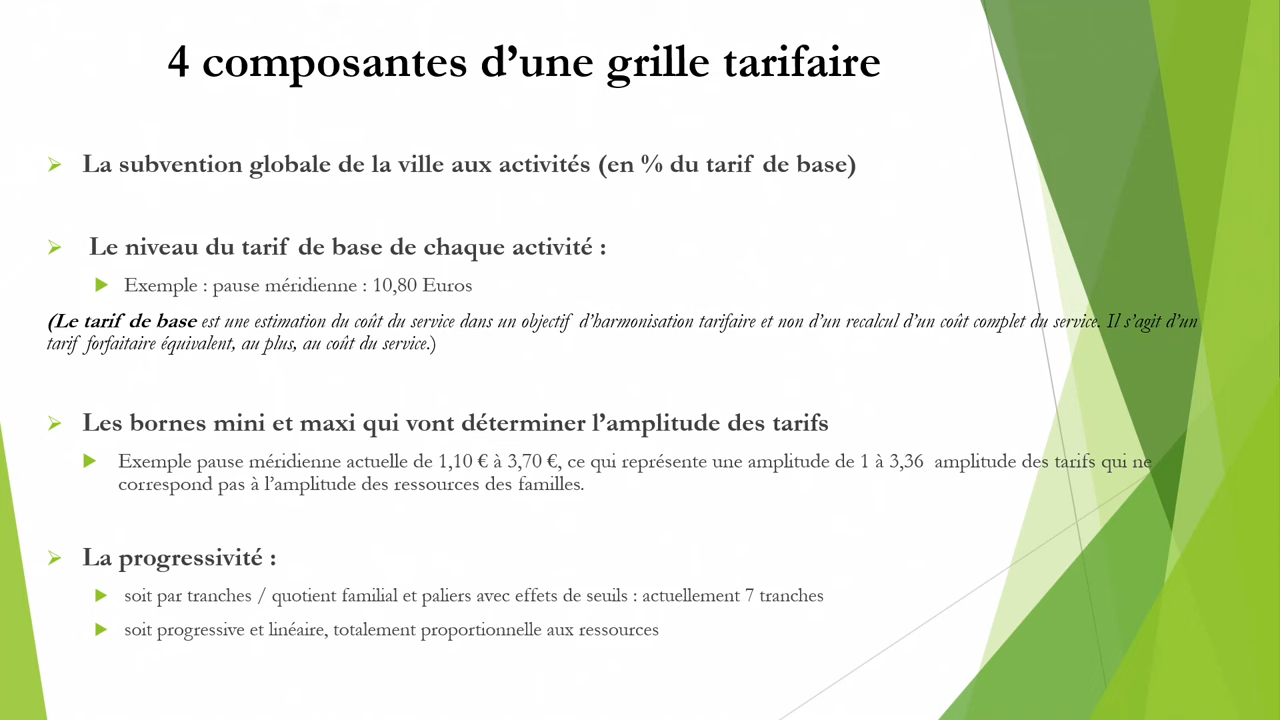 4 composantes d’une grille tarifaire
La subvention globale de la ville aux activités (en % du tarif de base)
Le niveau du tarif de base de chaque activité :
Exemple : pause méridienne : 10,80 Euros
(Le tarif de base est une estimation du coût du service dans un objectif d’harmonisation tarifaire et non d’un recalcul d’un coût complet du service. Il s’agit d’un
tarif forfaitaire équivalent, au plus, au coût du service.)
Les bornes mini et maxi qui vont déterminer l’amplitude des tarifs
Exemple pause méridienne actuelle de 1,10 € à 3,70 €, ce qui représente une amplitude de 1 à 3,36 amplitude des tarifs qui ne
correspond pas à l’amplitude des ressources des familles.
La progressivité :
soit par tranches / quotient familial et paliers avec effets de seuils : actuellement 7 tranches
soit progressive et linéaire, totalement proportionnelle aux ressources